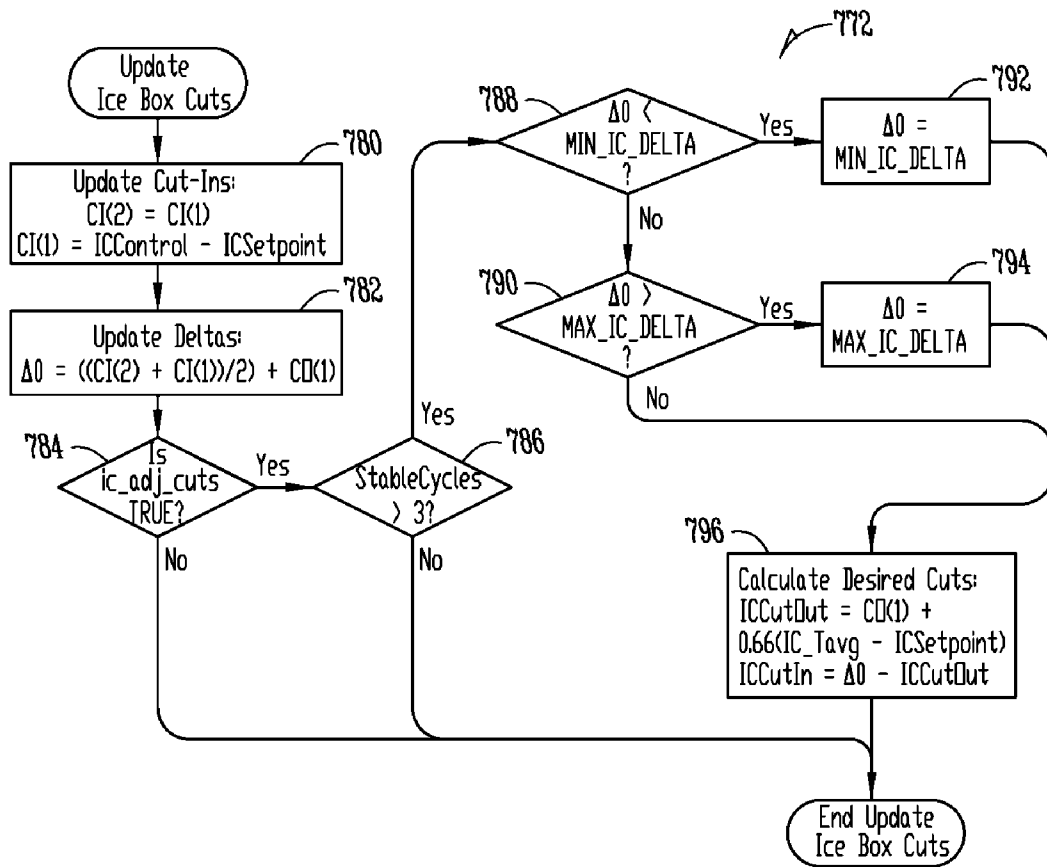 772
Update
Ice Box Cuts
780
Update Cut-Ins:
CI(2) = CI(1)
CI(1) = ICControl - ICSetpoint
782
Update Deltas:
Δ0 = ((CI(2) + CI(1))/2) + CO(1)
784
Is
ic_adj_cuts
TRUE?
Yes
No
786
StableCycles
> 3?
Yes
No
788
Δ0 <
MIN_IC_DELTA
?
Yes
No
792
Δ0 =
MIN_IC_DELTA
790
Δ0 >
MAX_IC_DELTA
?
Yes
No
794
Δ0 =
MAX_IC_DELTA
796
Calculate Desired Cuts:
ICCutOut = CO(1) +
0.66(IC_Tavg - ICSetpoint)
ICCutIn = Δ0 - ICCutOut
End Update
Ice Box Cuts